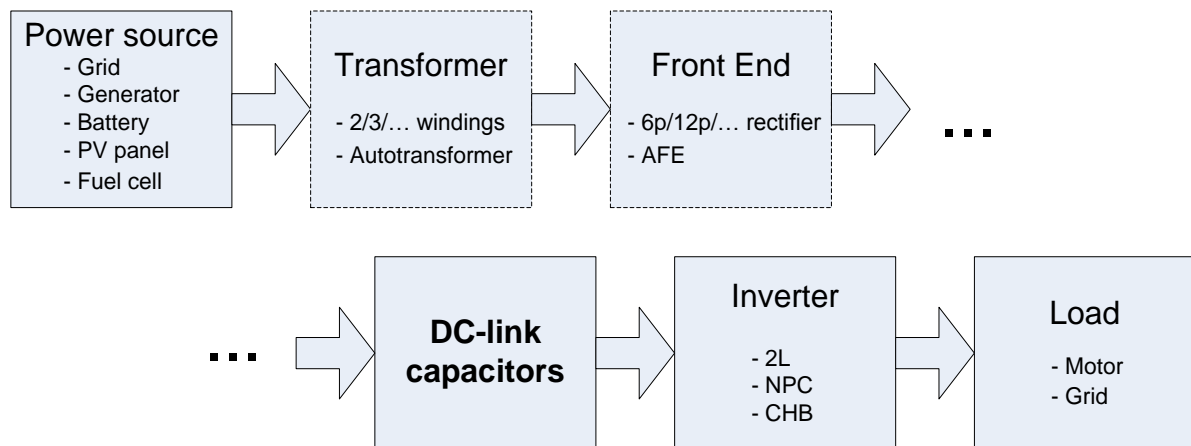 Power source
- Grid
- Generator
- Battery
- PV panel
- Fuel cell
Transformer
- 2/3/… windings
- Autotransformer
Front End
- 6p/12p/… rectifier
- AFE
...
...
DC-link
capacitors
Inverter
- 2L
- NPC
- CHB
Load
- Motor
- Grid